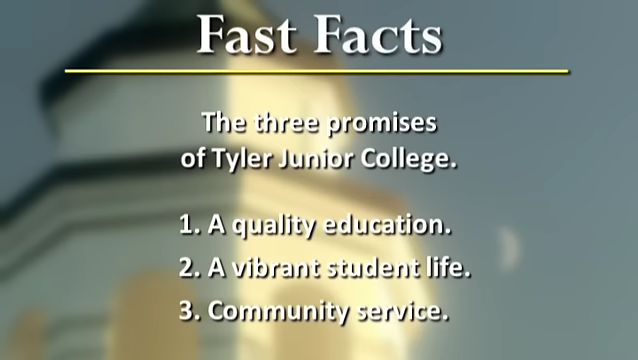 Fast Facts
The three promises
of Tyler Junior College.
1. A quality education.
2. A vibrant student life.
3. Community service.